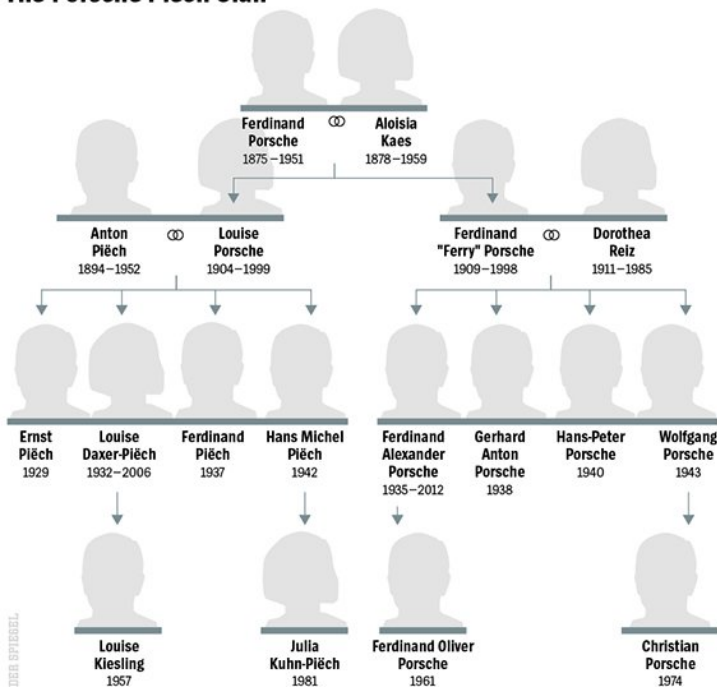 The Porsche Piëch Clan
Ferdinand
Porsche
1875–1951
Aloisia
Kaes
1878–1959
Anton
Piëch
1894–1952
Louise
Porsche
1904–1999
Ferdinand
"Ferry" Porsche
1909–1998
Dorothea
Reiz
1911–1985
Ernst
Piëch
1929
Louise
Daxer-Piëch
1932–2006
Ferdinand
Piëch
1937
Hans Michel
Piëch
1942
Ferdinand
Alexander
Porsche
1935–2012
Gerhard
Anton
Porsche
1938
Hans-Peter
Porsche
1940
Wolfgang
Porsche
1943
Louise
Kiesling
1957
Julia
Kuhn-Piëch
1981
Ferdinand Oliver
Porsche
1961
Christian
Porsche
1974
DER SPIEGEL